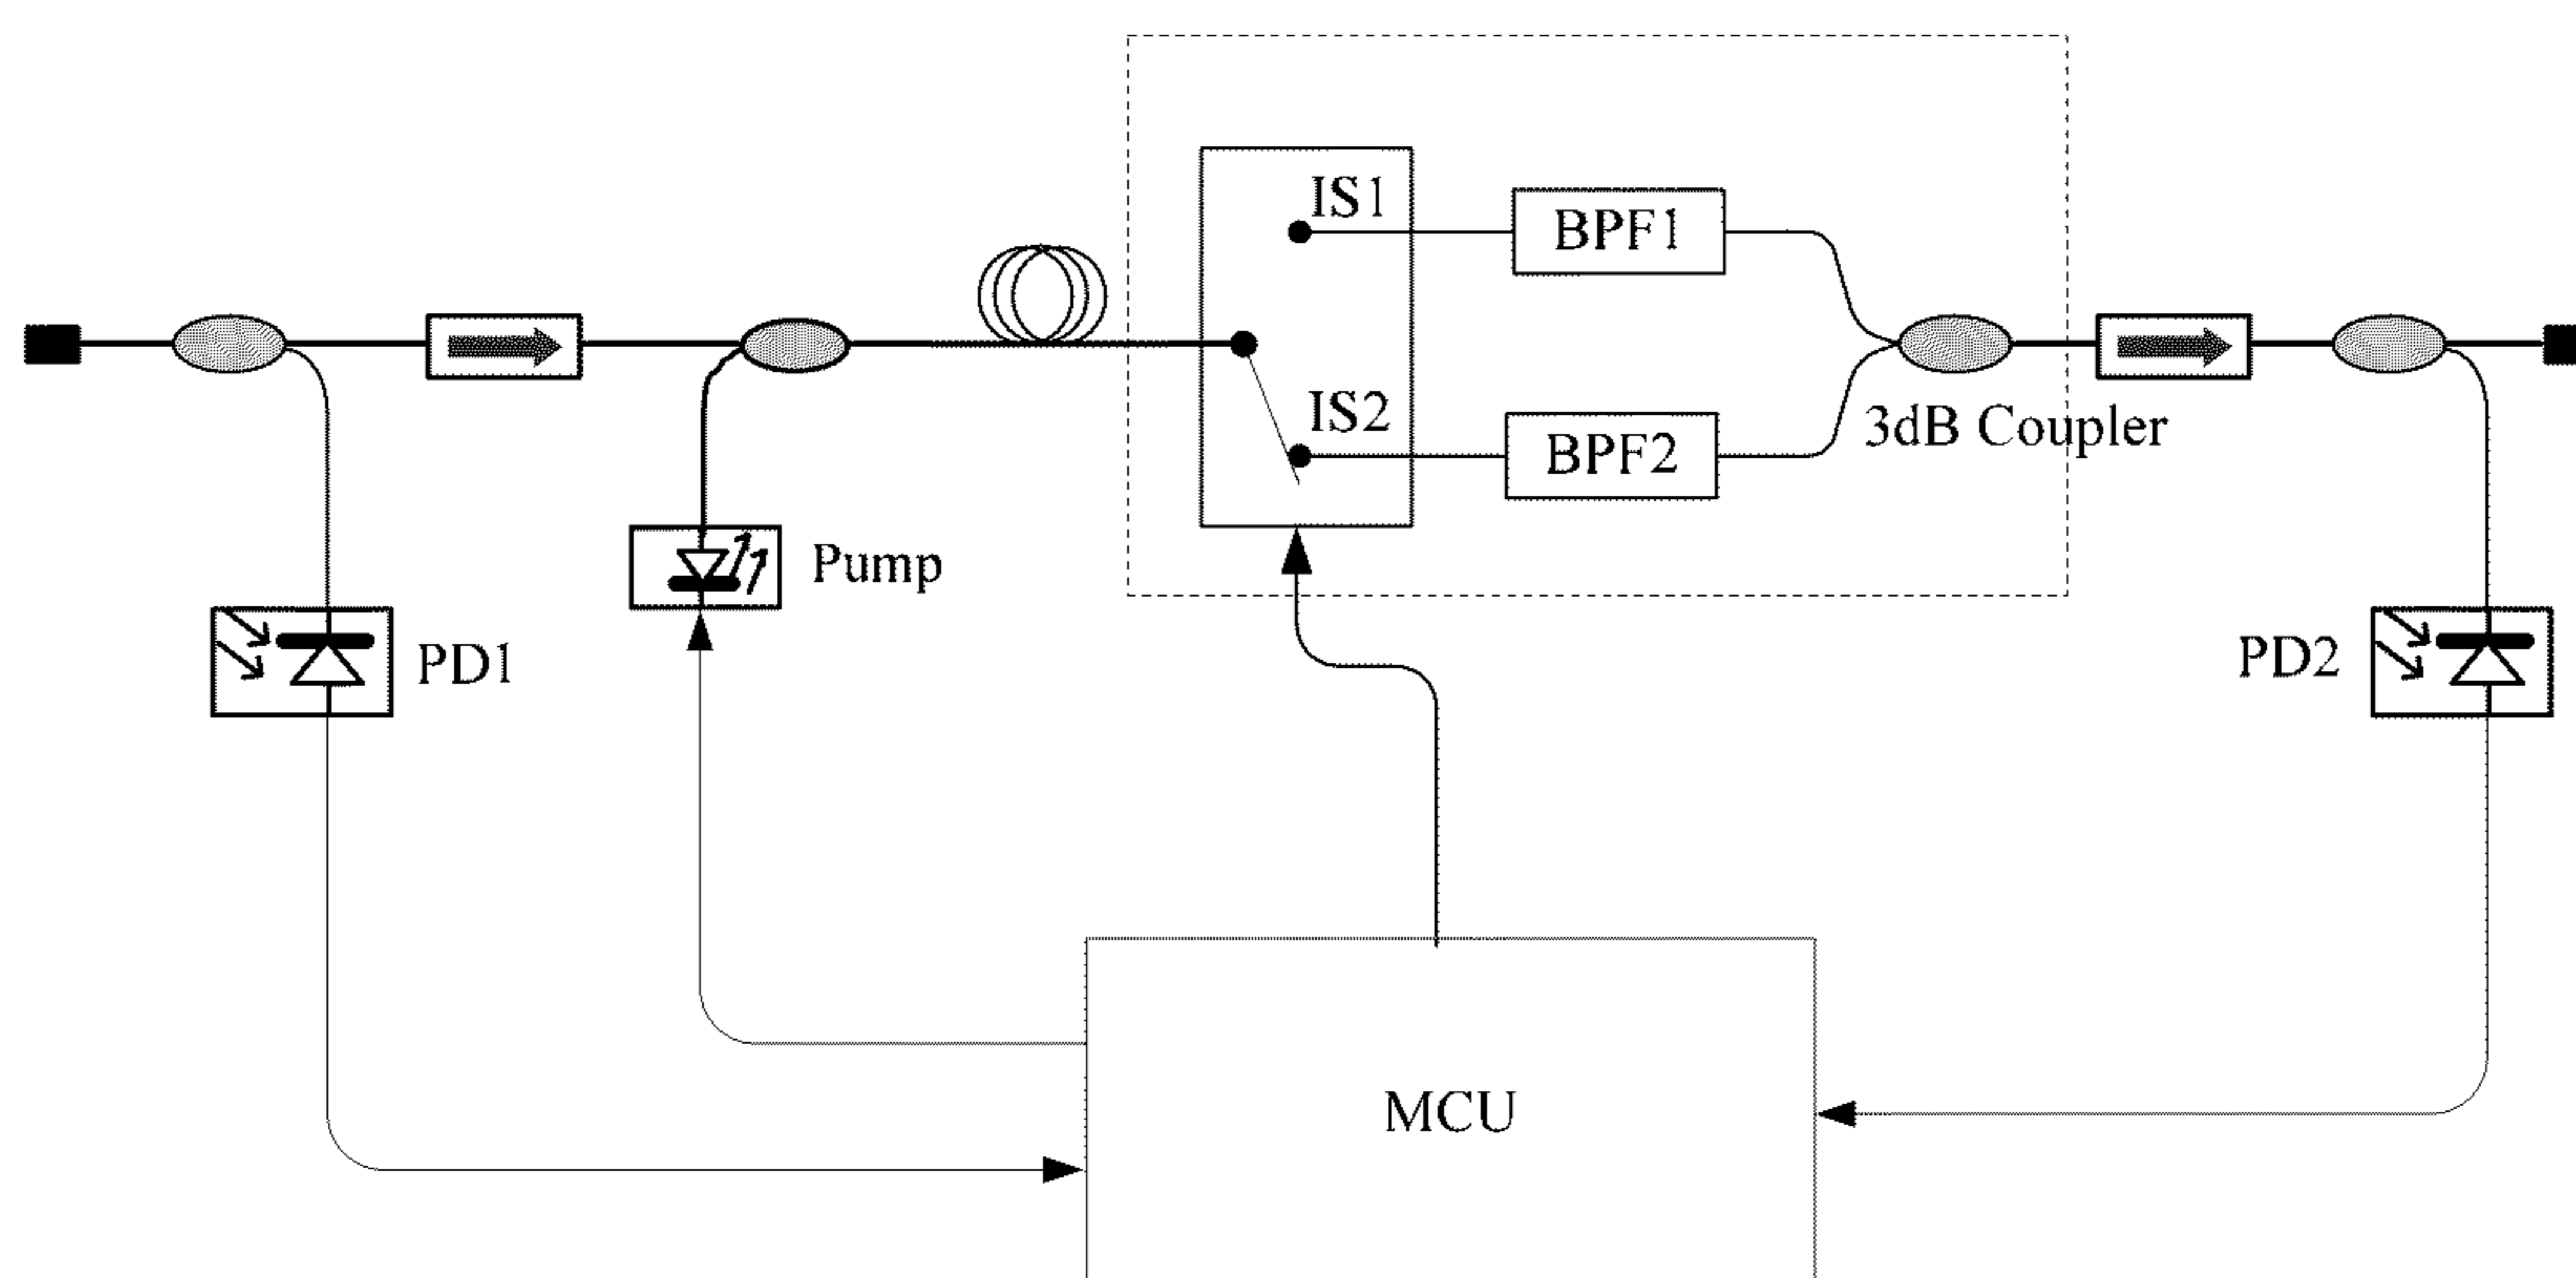 IS1
BPF1
IS2
BPF2
3dB Coupler
Pump
PD1
PD2
MCU